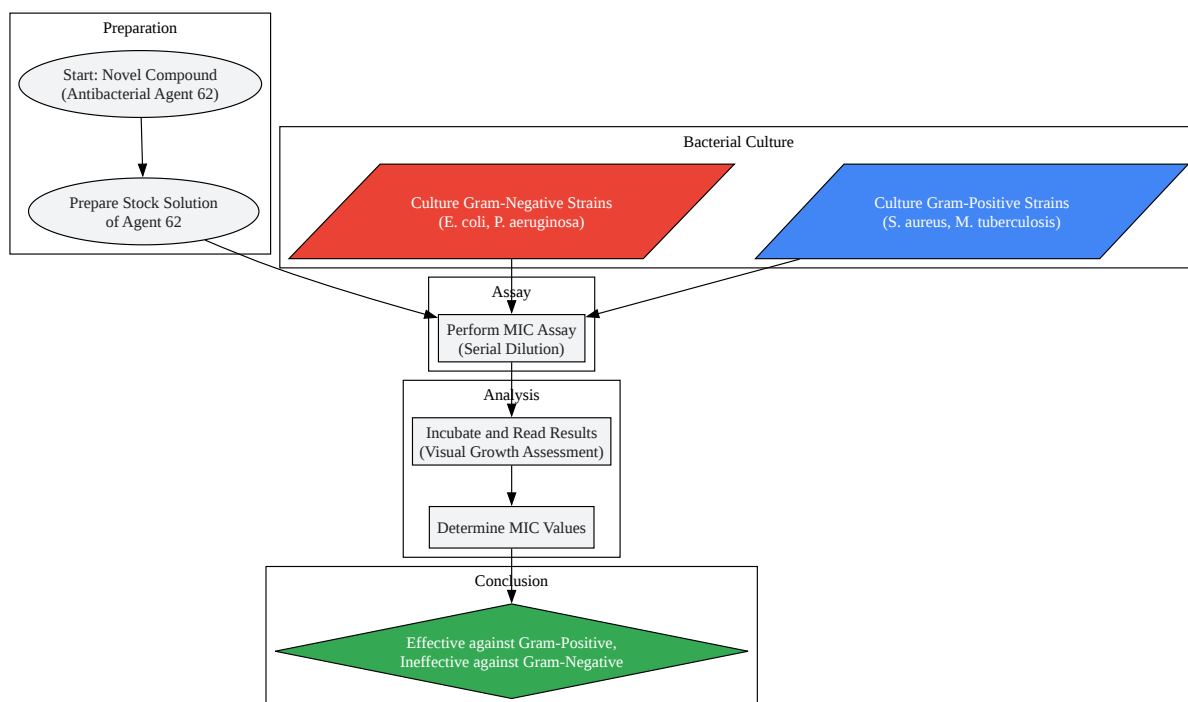 Preparation
Start: Novel Compound
(Antibacterial Agent 62)
Prepare Stock Solution
of Agent 62
Bacterial Culture
Culture Gram-Negative Strains
(E. coli, P. aeruginosa)
Culture Gram-Positive Strains
(S. aureus, M. tuberculosis)
Assay
Perform MIC Assay
(Serial Dilution)
Analysis
Incubate and Read Results
(Visual Growth Assessment)
Determine MIC Values
Conclusion
Effective against Gram-Positive,
Ineffective against Gram-Negative